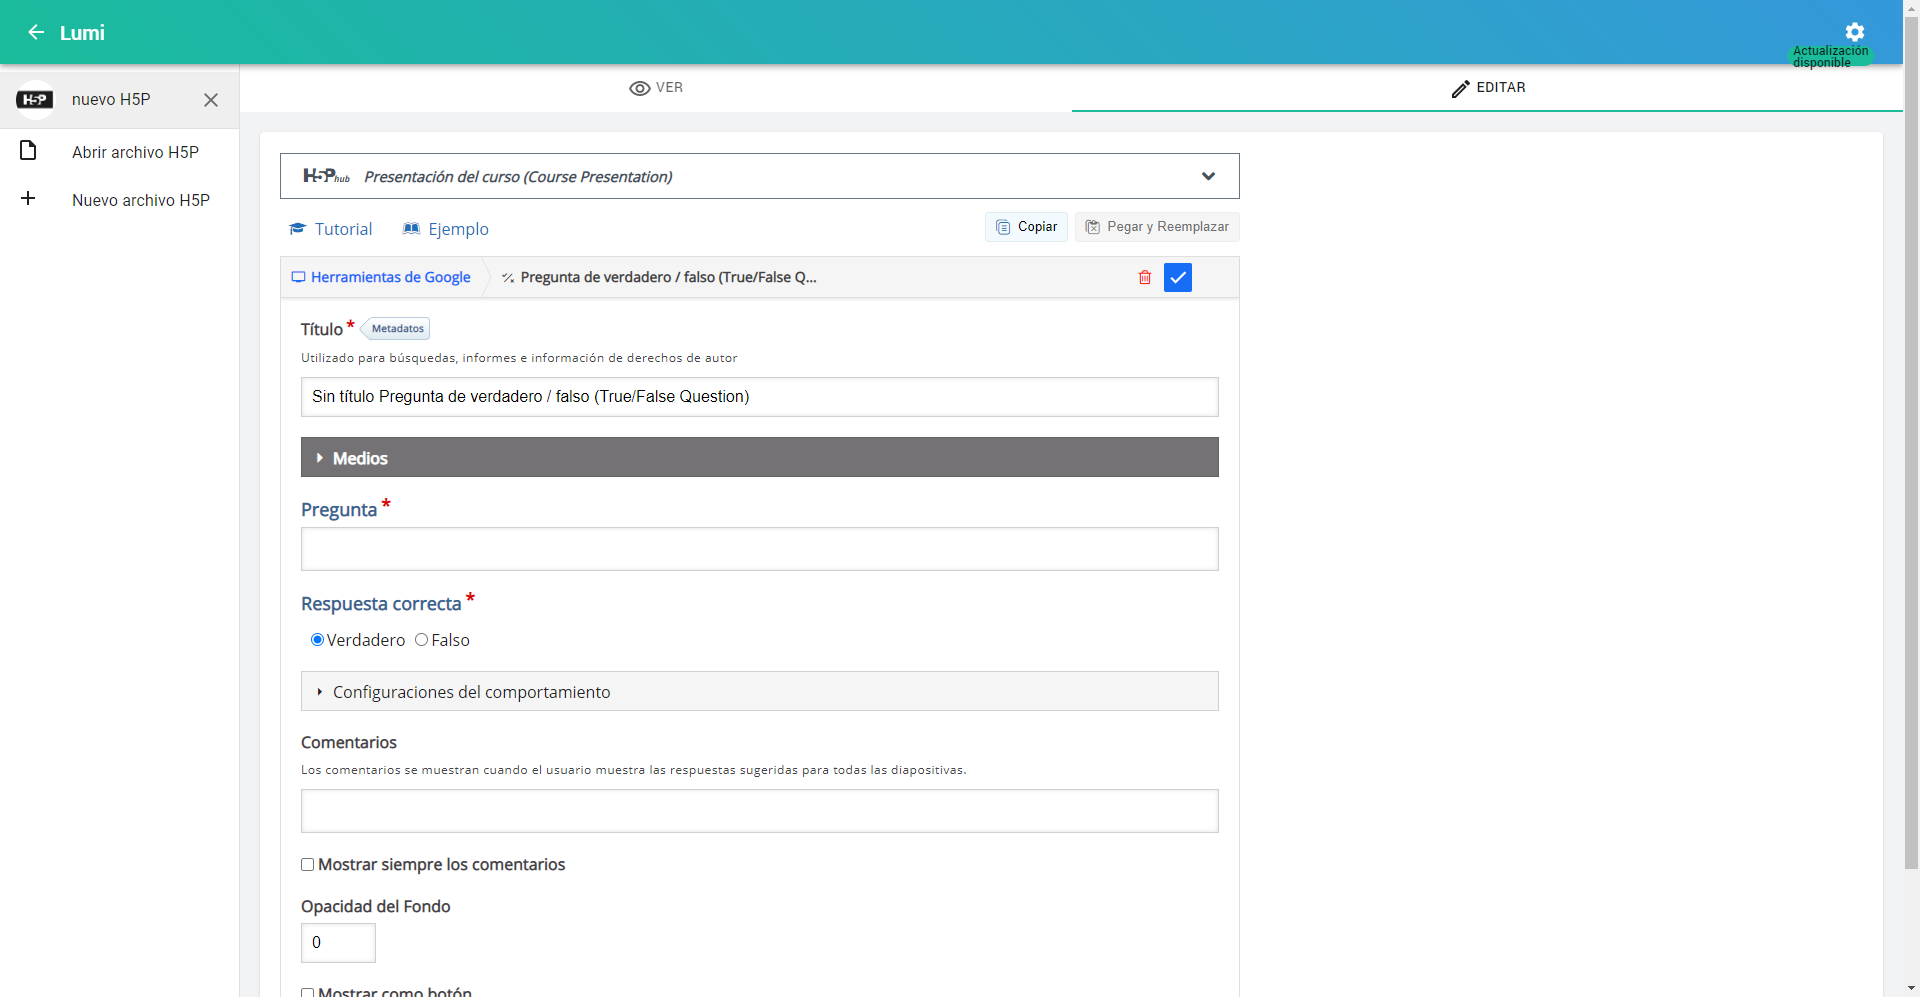 Lumi
Actualización
disponible
H5P nuevo H5P
Abrir archivo H5P
Nuevo archivo H5P
VER
EDITAR
H5Phub Presentación del curso (Course Presentation)
Tutorial Ejemplo Copiar Pegar y Reemplazar
Herramientas de Google Pregunta de verdadero / falso (True/False Q...
Título * Metadatos
Utilizado para búsquedas, informes e información de derechos de autor
Sin título Pregunta de verdadero / falso (True/False Question)
Medios
Pregunta *
Respuesta correcta *
Verdadero Falso
Configuraciones del comportamiento
Comentarios
Los comentarios se muestran cuando el usuario muestra las respuestas sugeridas para todas las diapositivas.
Mostrar siempre los comentarios
Opacidad del Fondo
0
Mostrar como botón